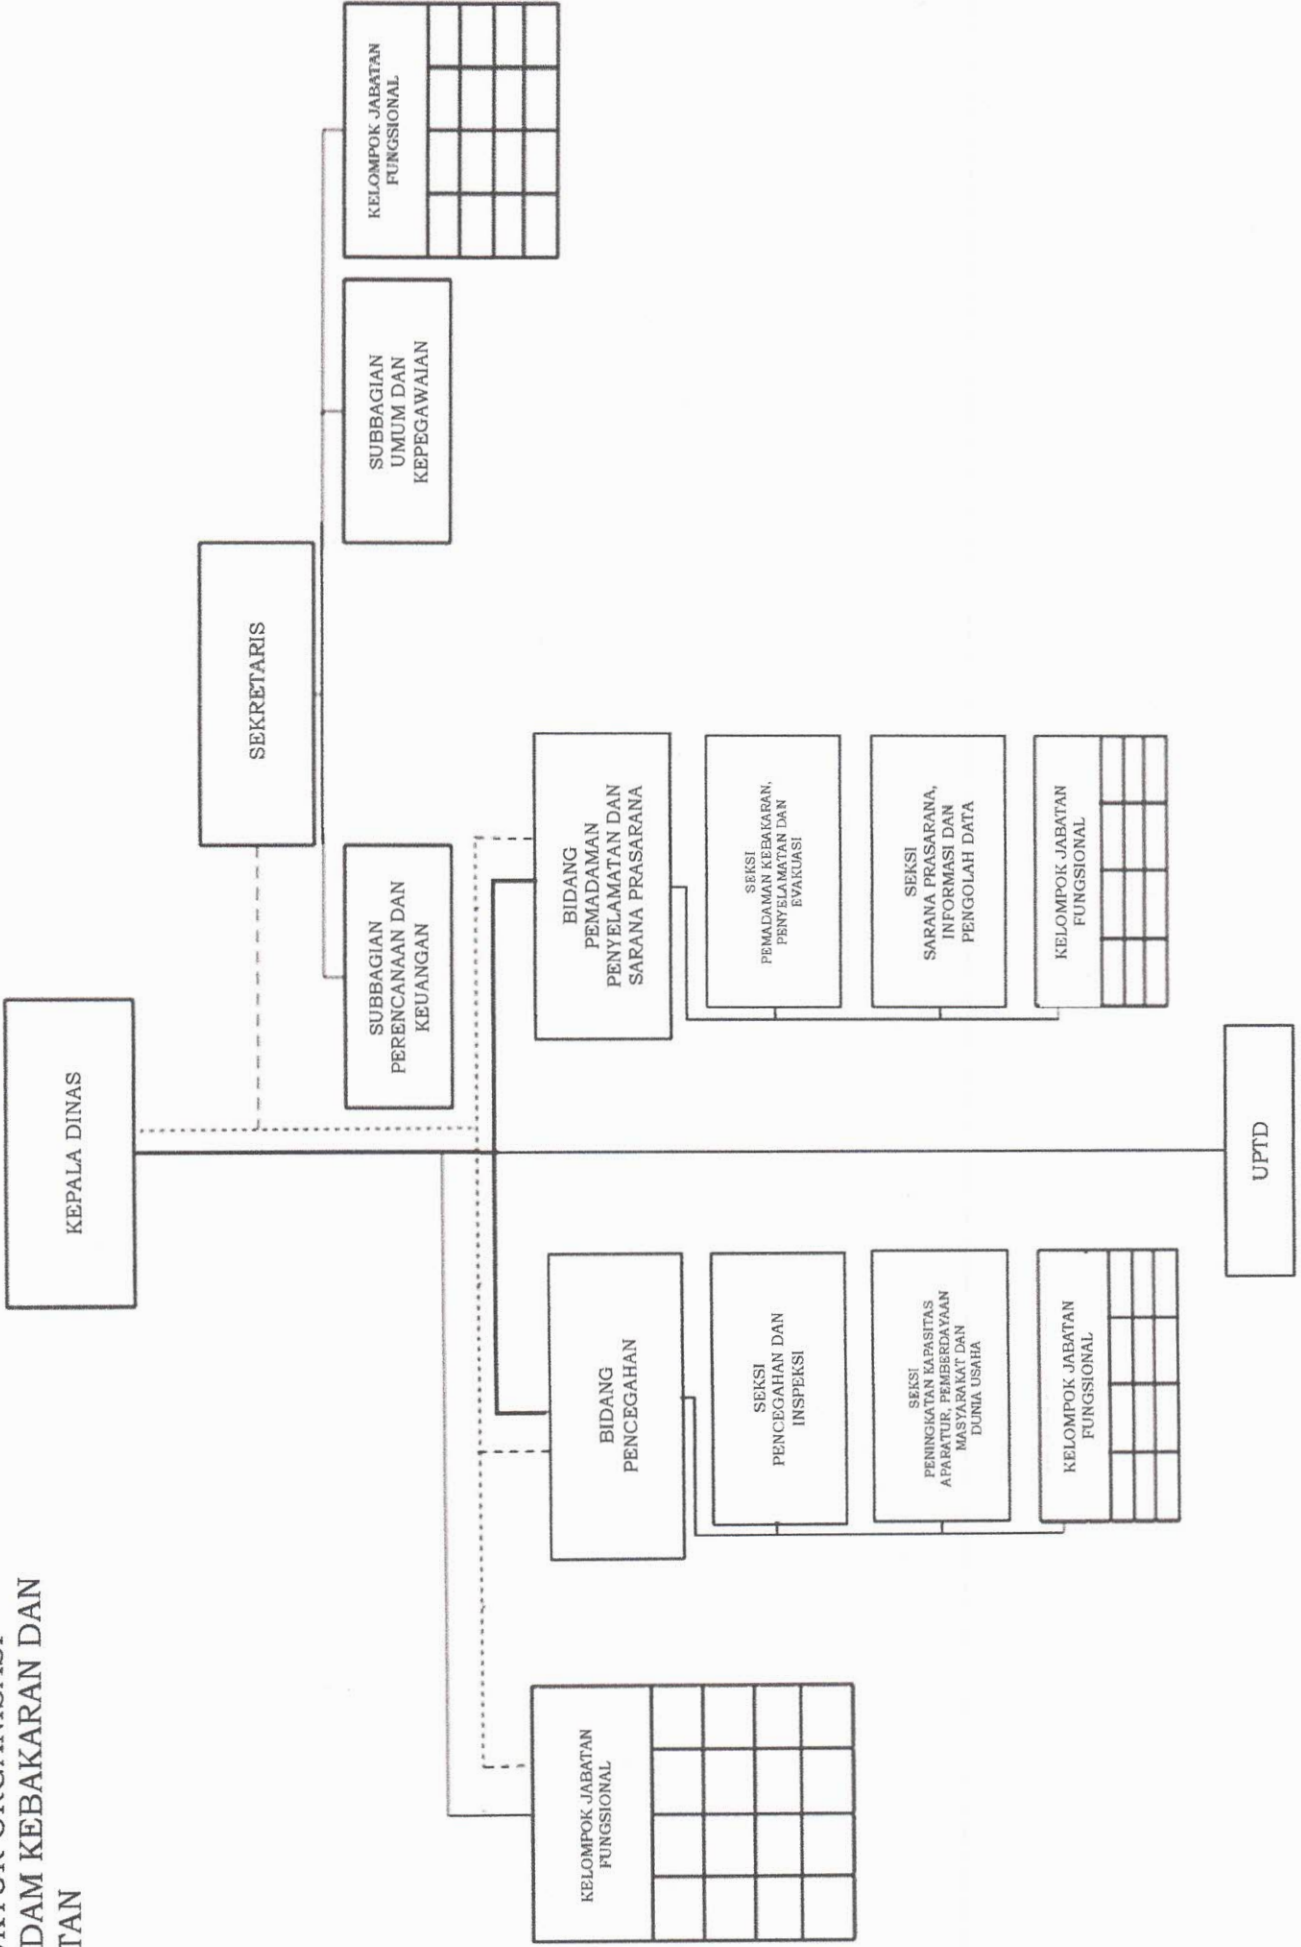 ORGANISASI
DAM KEBAKARAN DAN
TAN
KEPALA DINAS
SEKRETARIS
SUBBAGIAN
PERENCANAAN DAN
KEUANGAN
SUBBAGIAN
UMUM DAN
KEPEGAWAIAN
KELOMPOK JABATAN
FUNGSIONAL
KELOMPOK JABATAN
FUNGSIONAL
BIDANG
PENCEGAHAN
SEKSI
PENCEGAHAN DAN
INSPEKSI
SEKSI
PENINGKATAN KAPASITAS
APARATUR, PEMBERDAYAAN
MASYARAKAT DAN
DUNIA USAHA
KELOMPOK JABATAN
FUNGSIONAL
BIDANG
PEMADAMAN
PENYELAMATAN DAN
SARANA PRASARANA
SEKSI
PEMADAMAN KEBAKARAN,
PENYELAMATAN DAN
EVAKUASI
SEKSI
SARANA PRASARANA,
INFORMASI DAN
PENGOLAH DATA
KELOMPOK JABATAN
FUNGSIONAL
UPTD